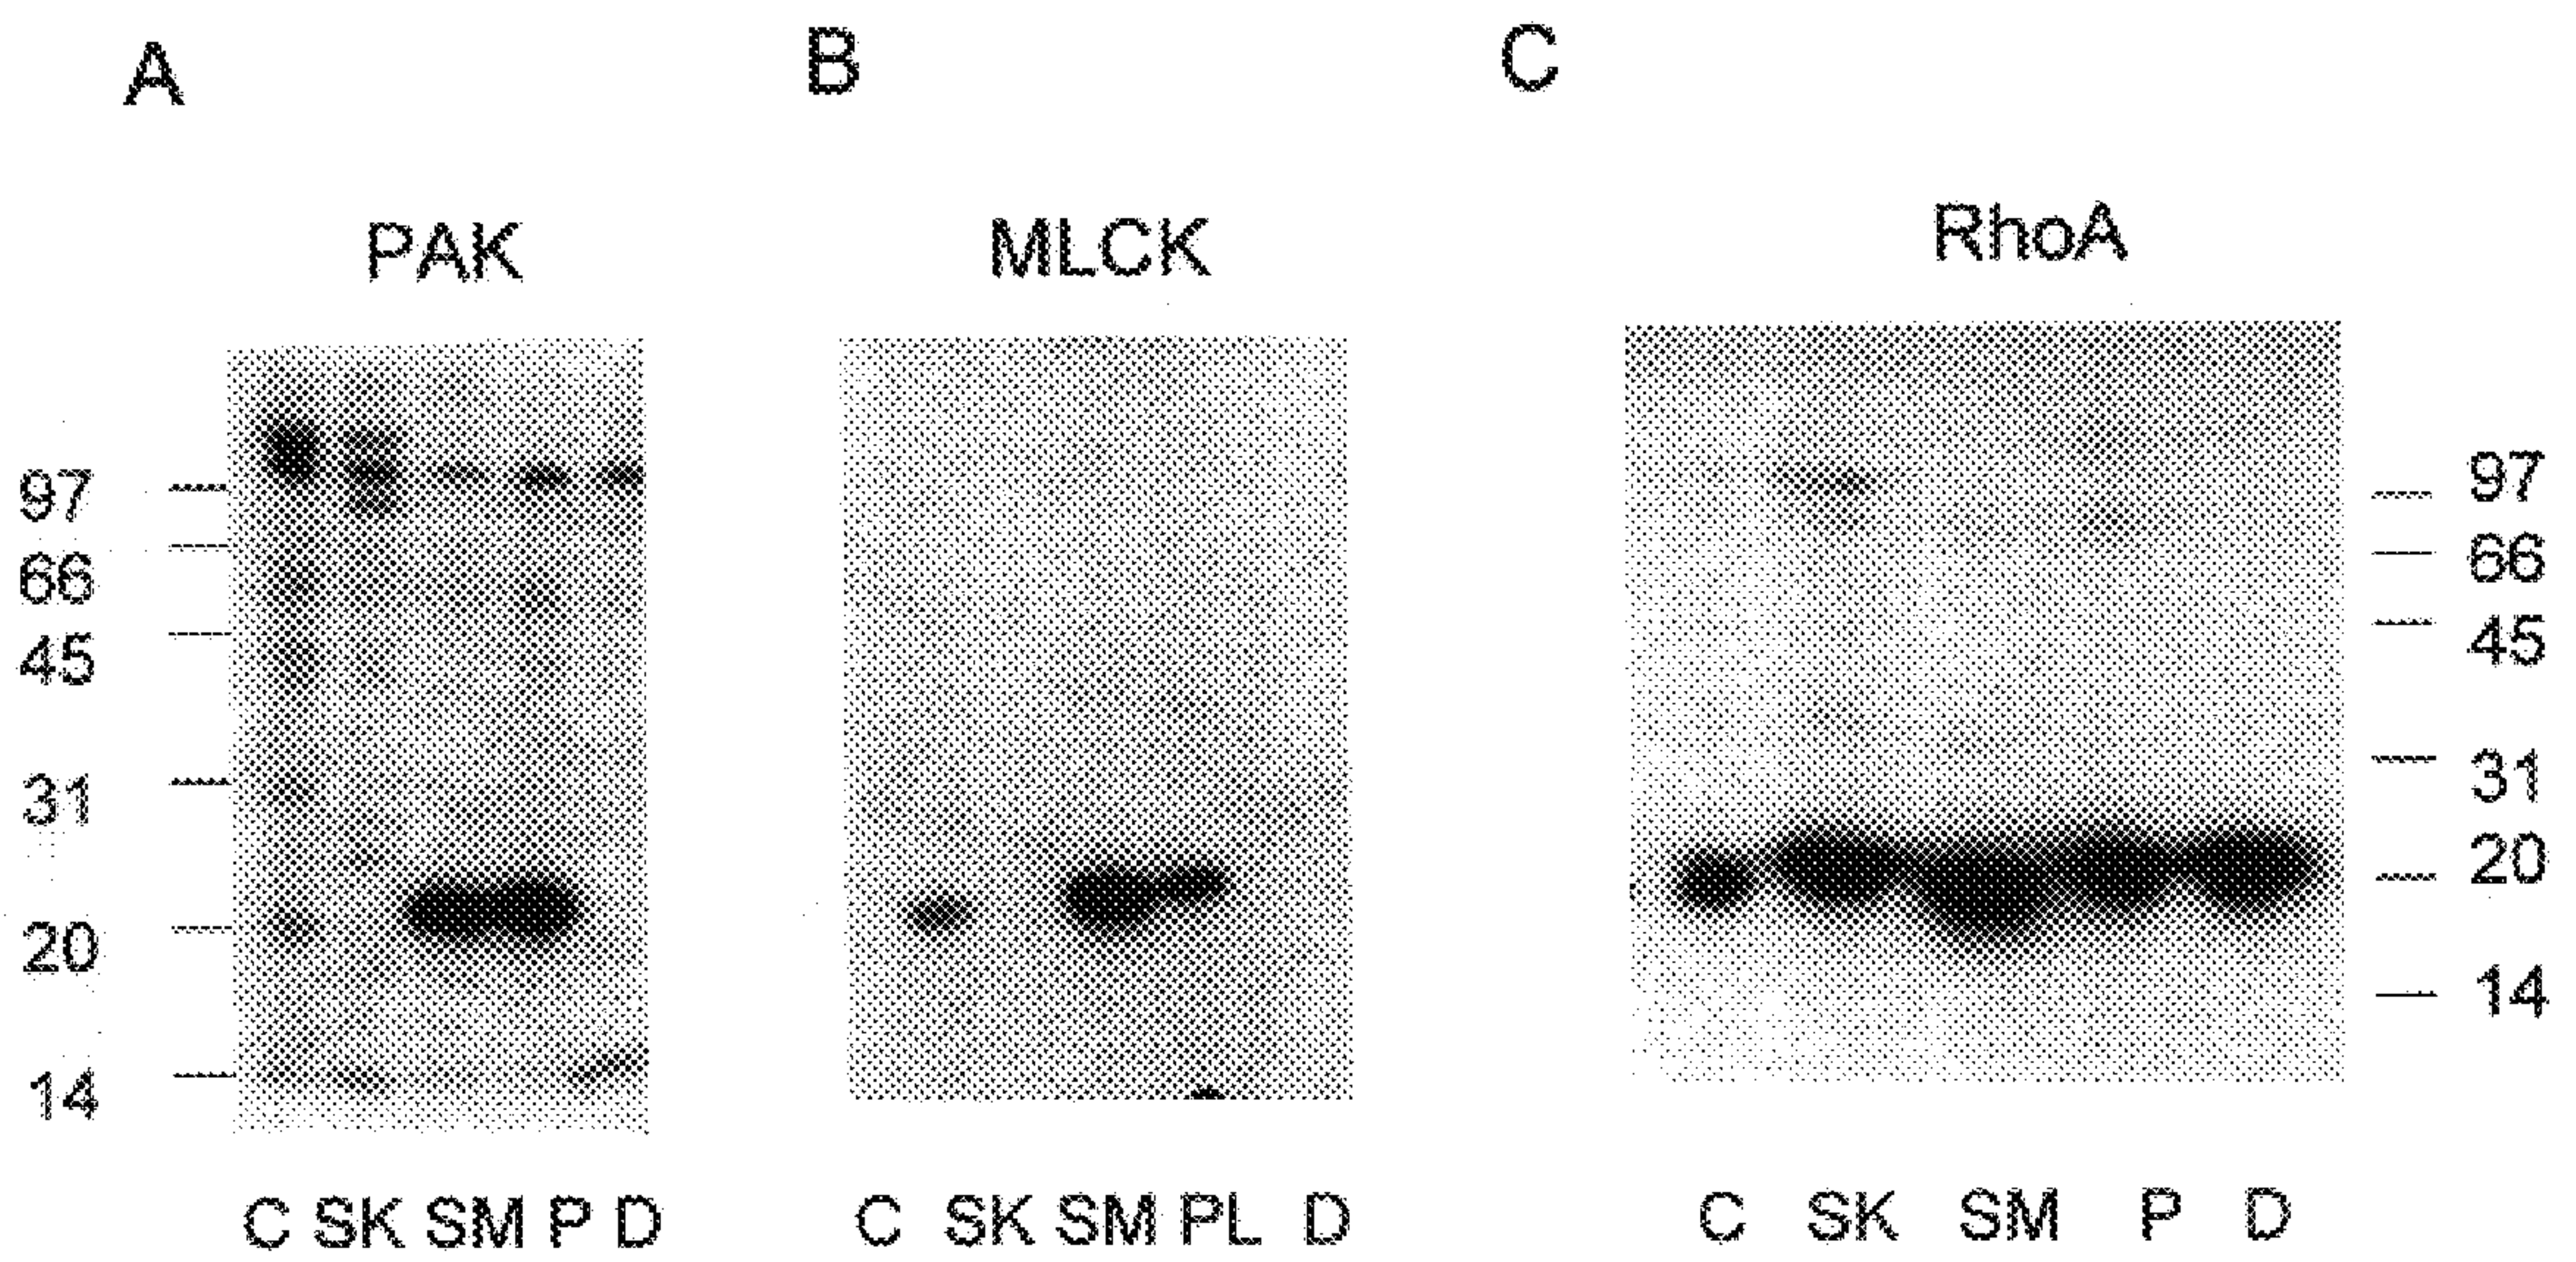 A B C
PAK MLCK RhoA
97 97
66 66
45 45
31 31
20 20
14 14
C SK SM P D C SK SM PL D C SK SM P D